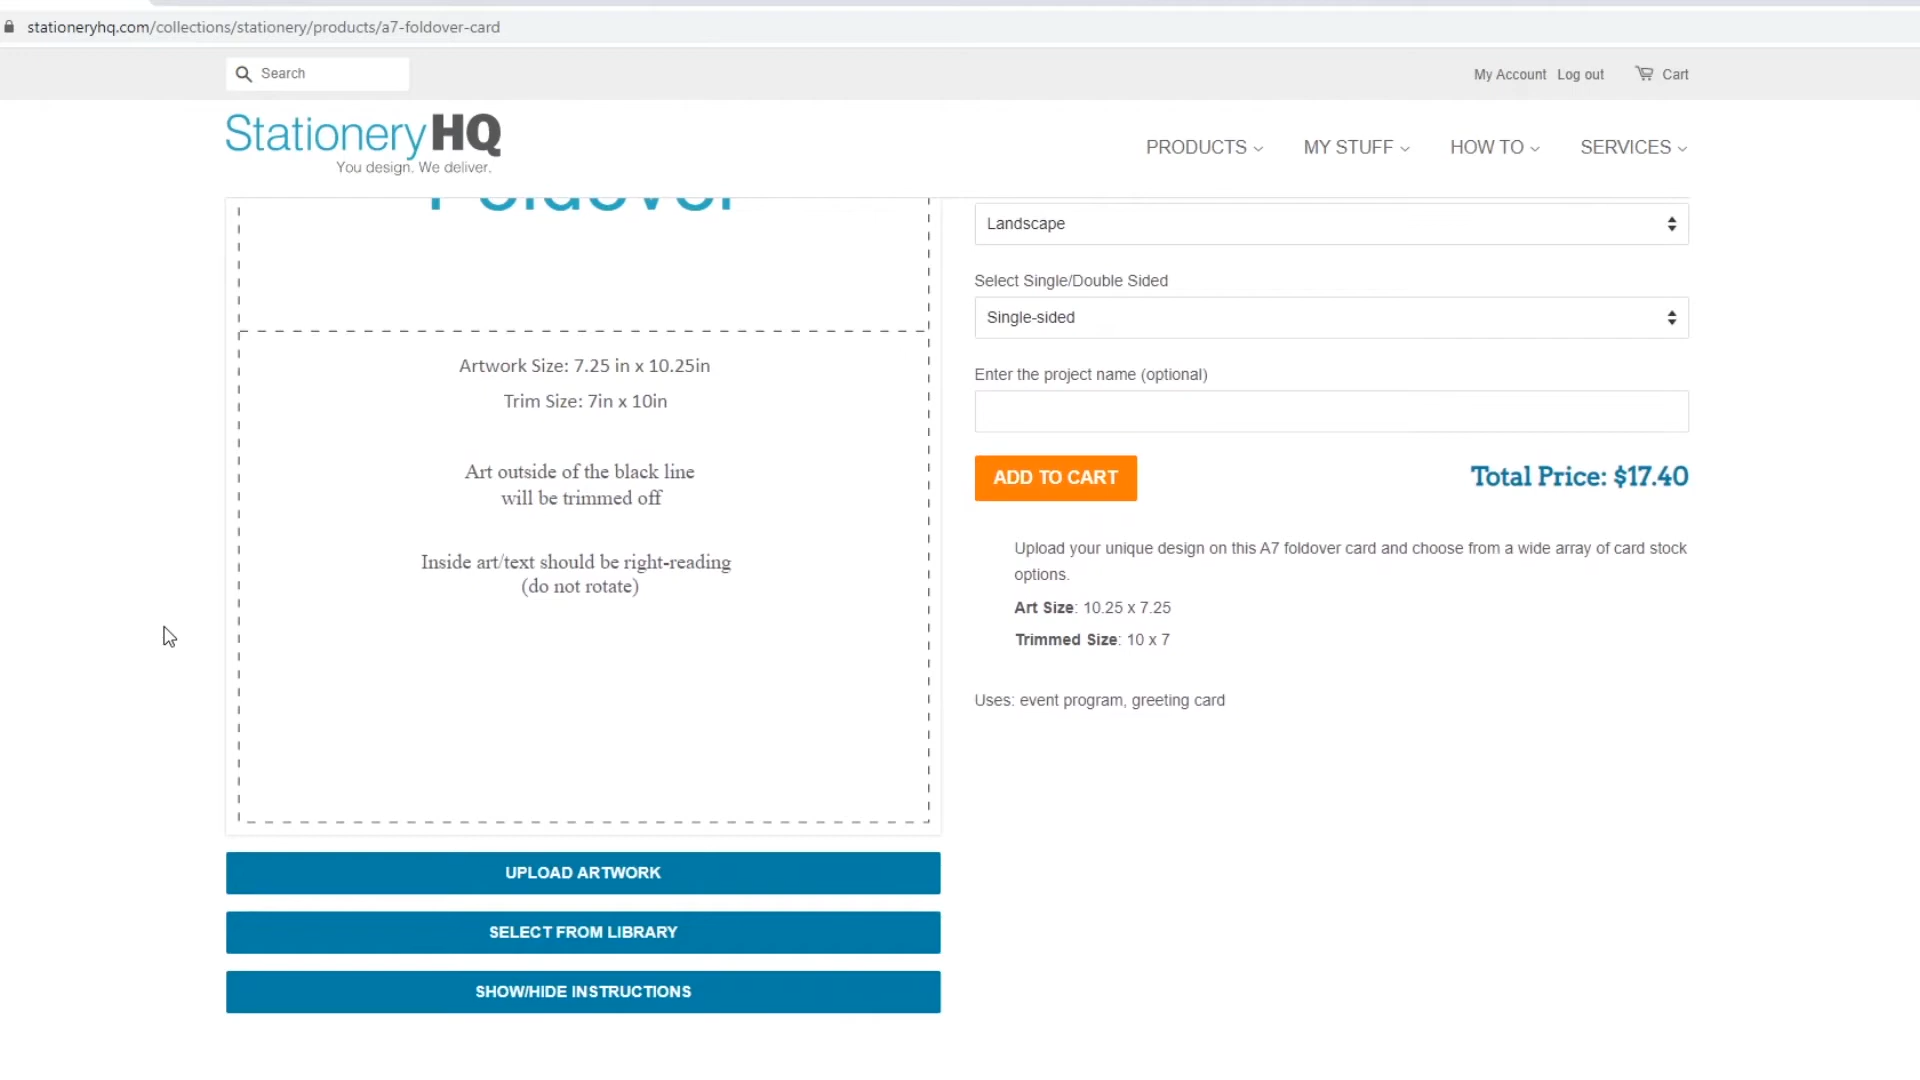 stationeryhq.com/collections/stationery/products/a7-foldover-card
Search
My Account Log out Cart
StationeryHQ
You design. We deliver.
PRODUCTS MY STUFF HOW TO SERVICES
Foldover
Artwork Size: 7.25 in x 10.25in
Trim Size: 7in x 10in
Art outside of the black line
will be trimmed off
Inside art/text should be right-reading
(do not rotate)
UPLOAD ARTWORK
SELECT FROM LIBRARY
SHOW/HIDE INSTRUCTIONS
Landscape
Select Single/Double Sided
Single-sided
Enter the project name (optional)
ADD TO CART
Total Price: $17.40
Upload your unique design on this A7 foldover card and choose from a wide array of card stock
options.
Art Size: 10.25 x 7.25
Trimmed Size: 10 x 7
Uses: event program, greeting card